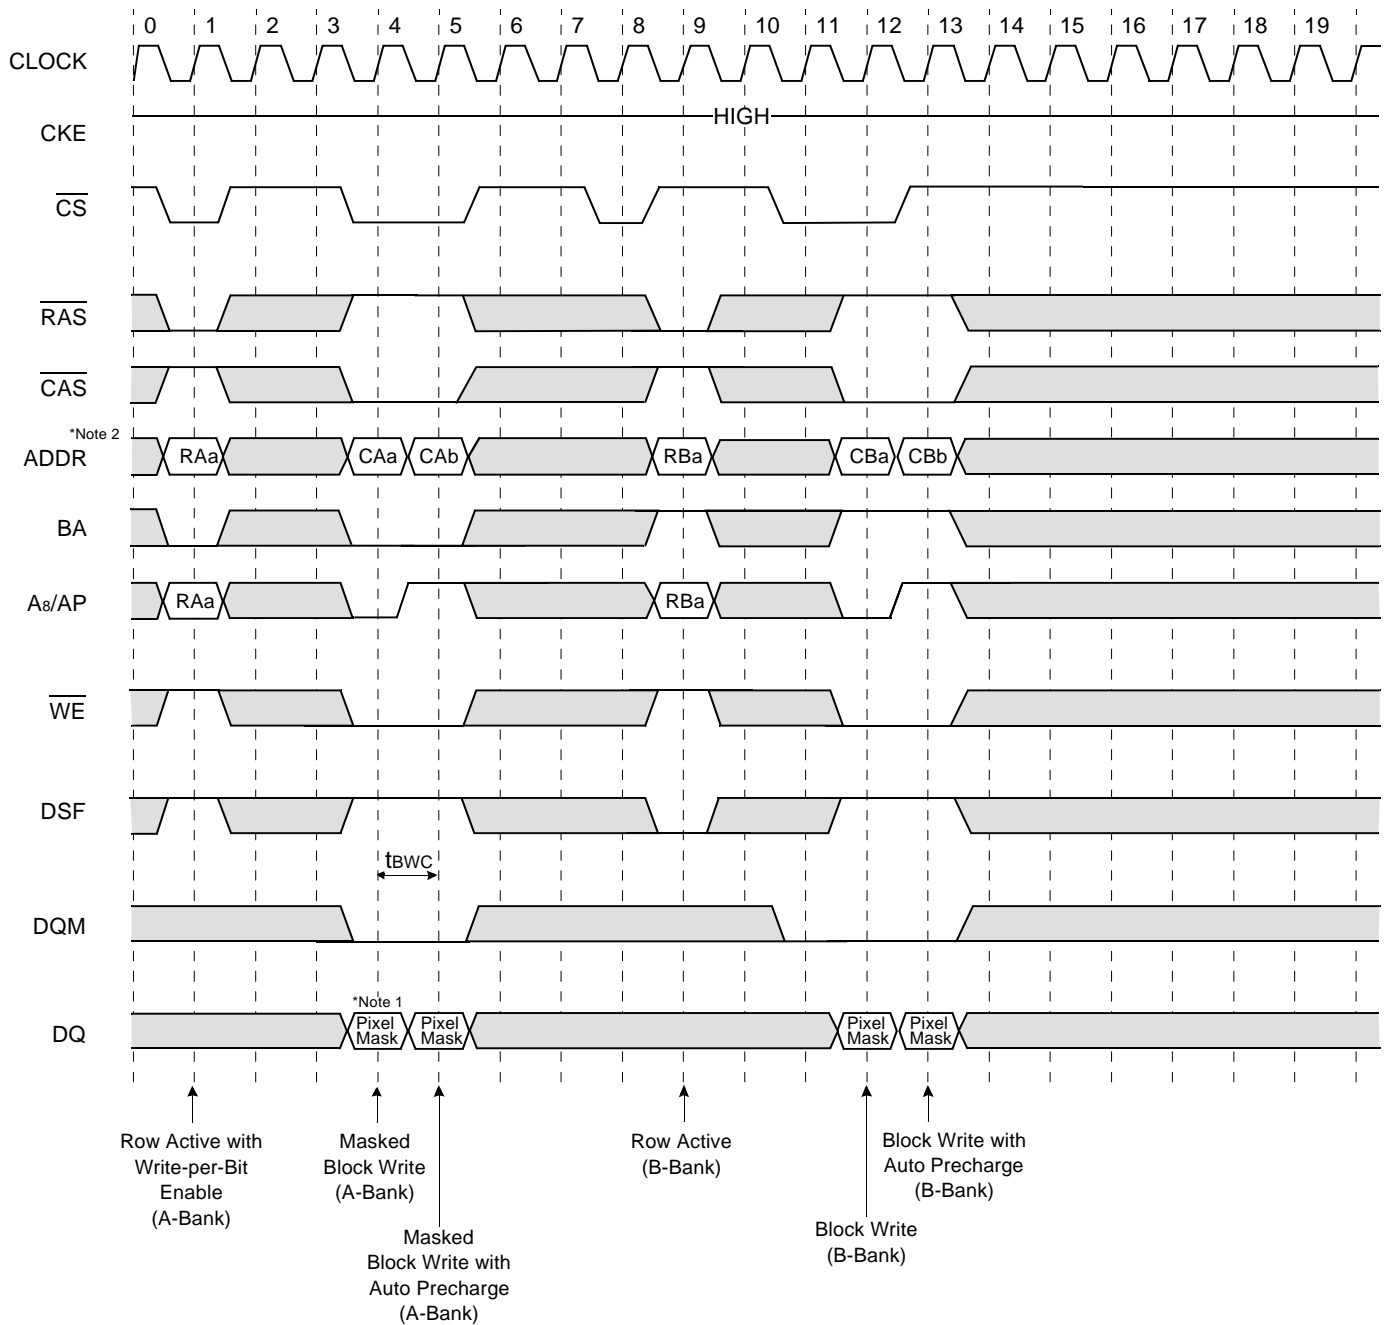 0 1 2 3 4 5 6 7 8 9 10 11 12 13 14 15 16 17 18 19
CLOCK
CKE
HIGH
CS
RAS
CAS
*Note 2
ADDR RAa CAa CAb RBa CBa CBb
BA
A8/AP RAa RBa
WE
DSF
tBWC
DQM
*Note 1
DQ
Pixel Pixel Pixel Pixel
Mask Mask Mask Mask
Row Active with
Write-per-Bit
Enable
(A-Bank)
Masked
Block Write
(A-Bank)
Masked
Block Write with
Auto Precharge
(A-Bank)
Row Active
(B-Bank)
Block Write
(B-Bank)
Block Write with
Auto Precharge
(B-Bank)